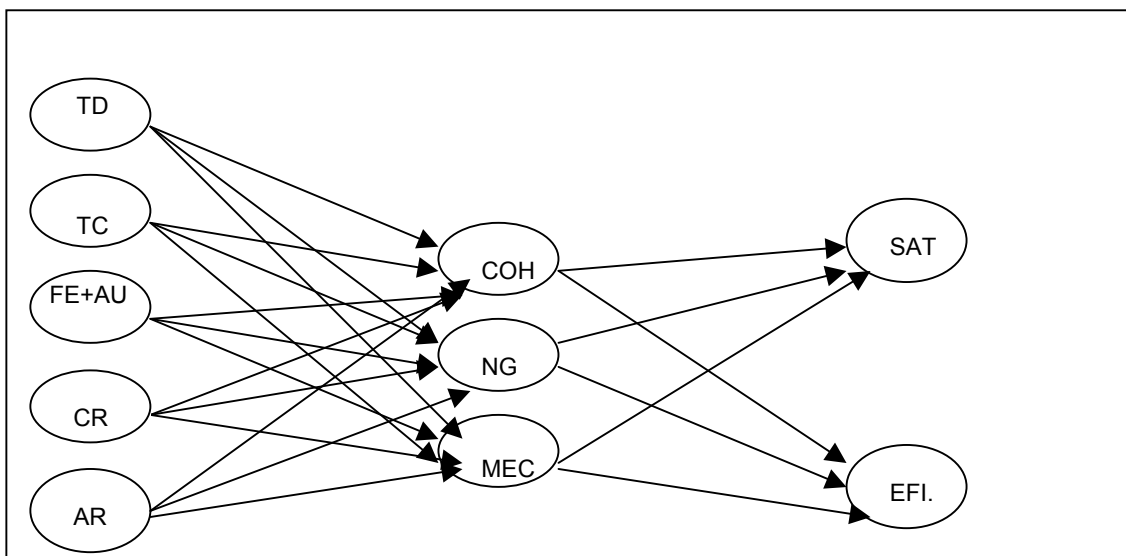 TD
TC
FE+AU
CR
AR
COH
NG
MEC
SAT
EFI.